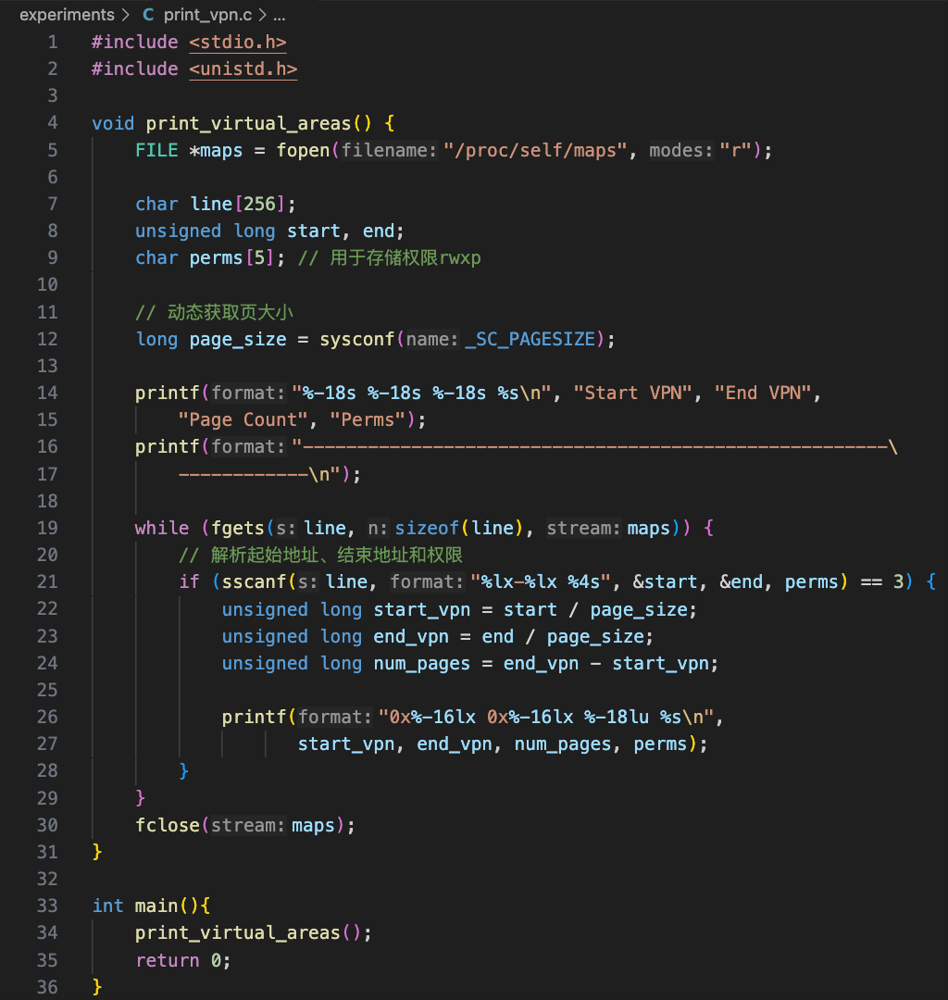 experiments > C print_vpn.c > ...
1 #include <stdio.h>
2 #include <unistd.h>
3
4 void print_virtual_areas() {
5     FILE *maps = fopen(filename: "/proc/self/maps", modes: "r");
6
7     char line[256];
8     unsigned long start, end;
9     char perms[5]; // 用于存储权限rwxp
10
11     // 动态获取页大小
12     long page_size = sysconf(name: _SC_PAGESIZE);
13
14     printf(format: "%-18s %-18s %-18s %s\n", "Start VPN", "End VPN",
15         "Page Count", "Perms");
16     printf(format: "------------------------------------------------------\
17         ------------\n");
18
19     while (fgets(s: line, n: sizeof(line), stream: maps)) {
20         // 解析起始地址、结束地址和权限
21         if (sscanf(s: line, format: "%lx-%lx %4s", &start, &end, perms) == 3) {
22             unsigned long start_vpn = start / page_size;
23             unsigned long end_vpn = end / page_size;
24             unsigned long num_pages = end_vpn - start_vpn;
25
26             printf(format: "0x%-16lx 0x%-16lx %-18lu %s\n",
27                    start_vpn, end_vpn, num_pages, perms);
28         }
29     }
30     fclose(stream: maps);
31 }
32
33 int main(){
34     print_virtual_areas();
35     return 0;
36 }